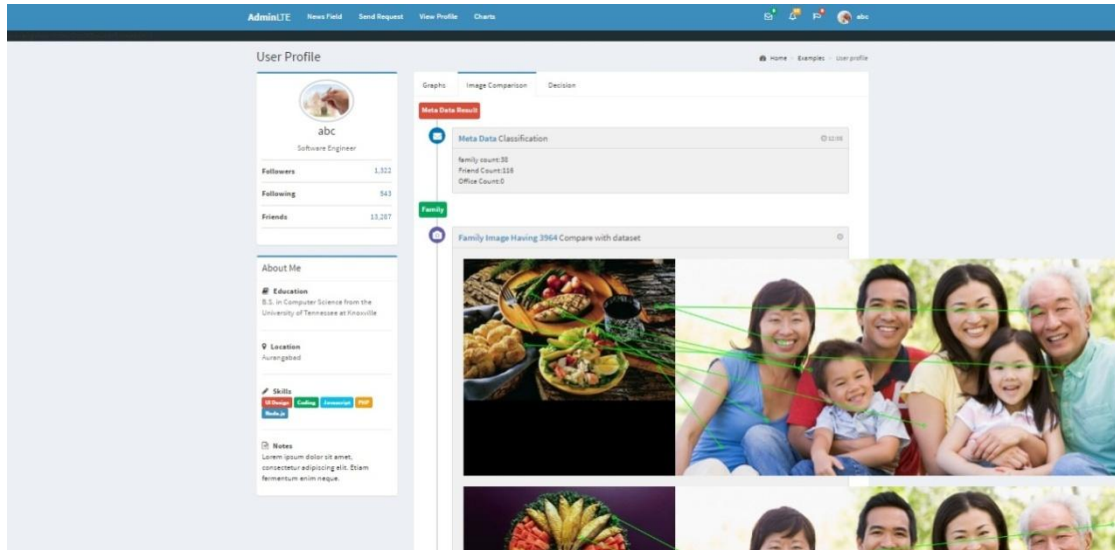 AdminLTE News Field Send Request View Profile Charts
abc
User Profile
Home Examples User profile
abc
Software Engineer
Followers 1,322
Following 543
Friends 13,287
About Me
Education
B.S. in Computer Science from the
University of Tennessee at Knoxville
Location
Aurengabad
Skills
UI Design Coding Javascript PHP
Node.js
Notes
Lorem ipsum dolor sit amet,
consectetur adipiscing elit. Etiam
fermentum enim neque.
Graphs Image Comparison Decision
Meta Data Result
Meta Data Classification
family count:38
Friend Count:116
Office Count:0
Family
Family Image Having 3964 Compare with dataset